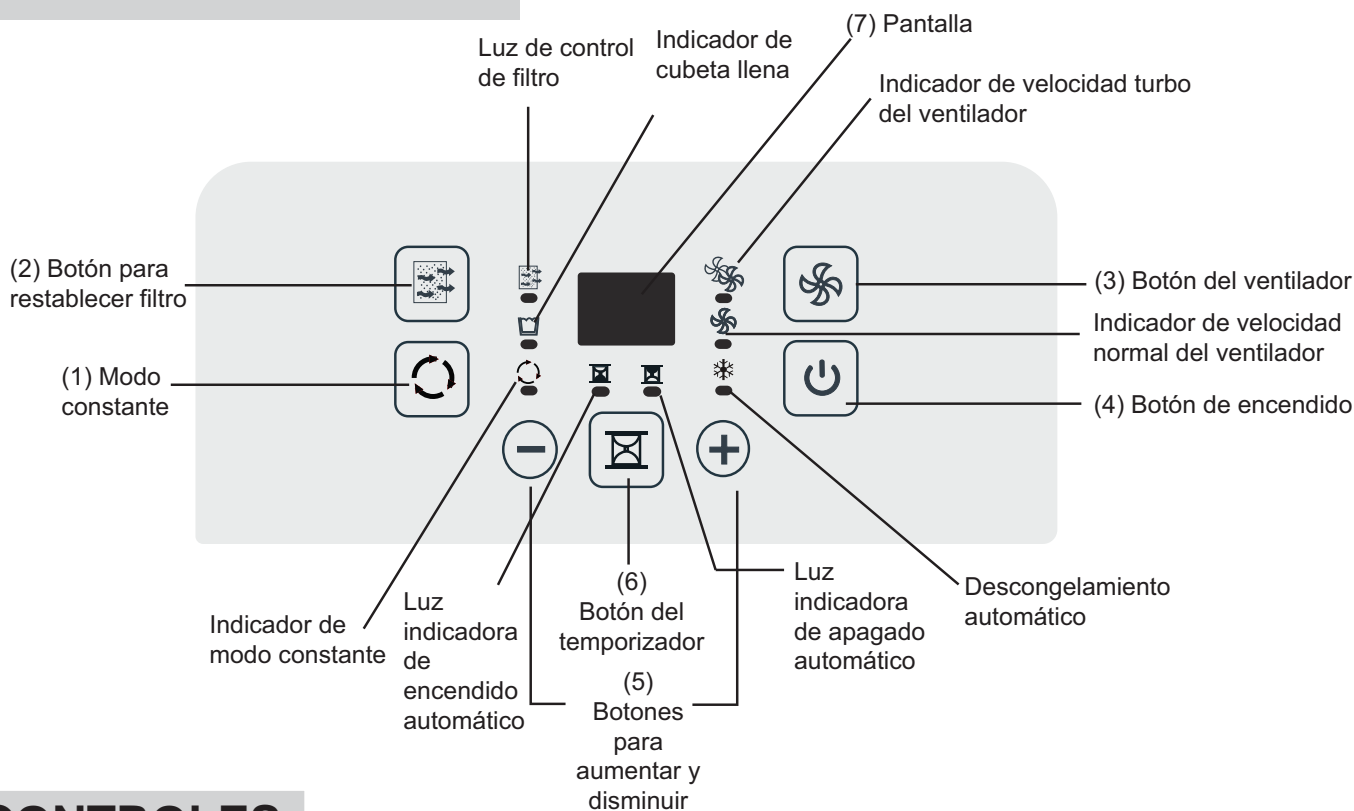 (7) Pantalla
Luz de control
de filtro
Indicador de
cubeta llena
Indicador de velocidad turbo
del ventilador
(2) Botón para
restablecer filtro
(3) Botón del ventilador
Indicador de velocidad
normal del ventilador
(1) Modo
constante
(4) Botón de encendido
Indicador de
modo constante
Luz
indicadora
de
encendido
automático
(6)
Botón del
temporizador
(5)
Botones
para
aumentar y
disminuir
Luz
indicadora
de apagado
automático
Descongelamiento
automático
CONTROLES